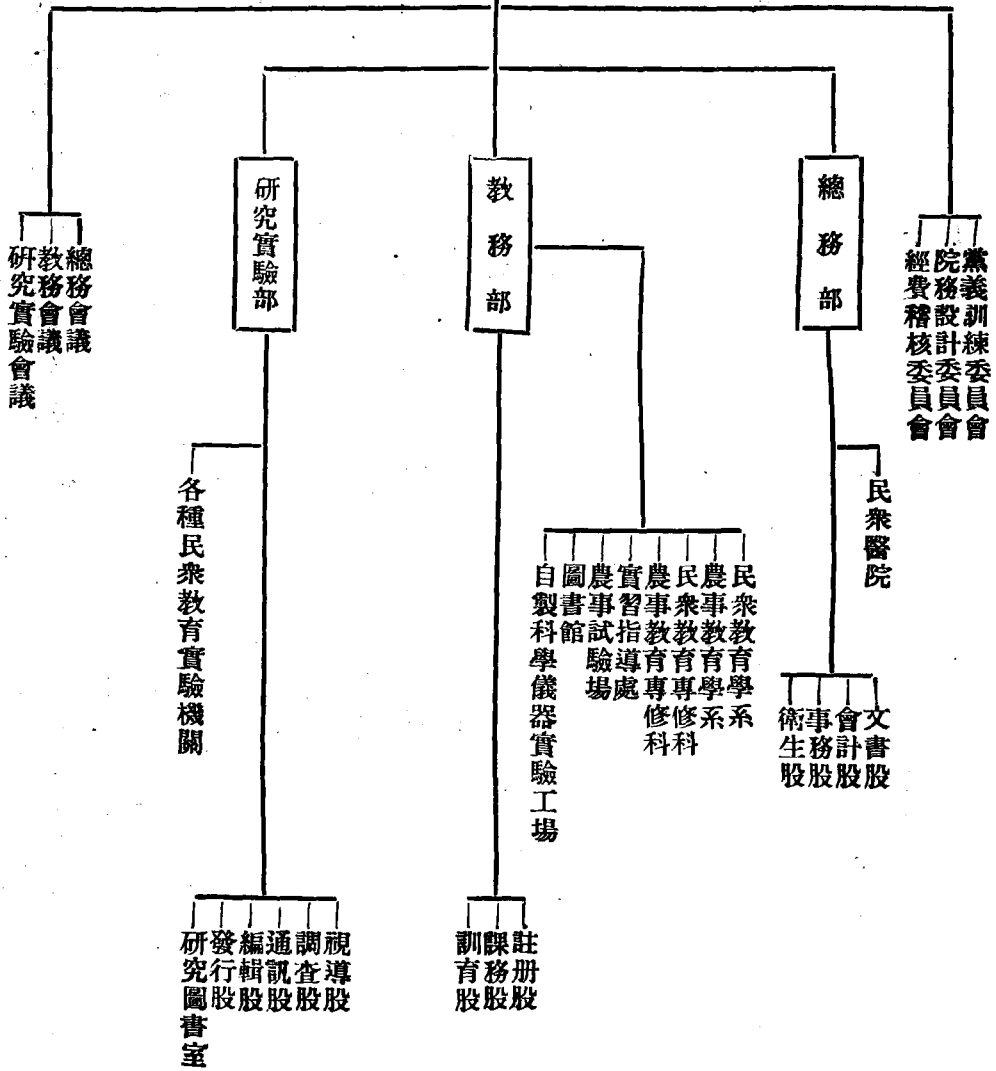 黨義訓練委員會
院務設計委員會
經費稽核委員會
總務部
民衆醫院
文書股
會計股
事務股
衛生股
教務部
民衆教育學系
農事教育學系
民衆教育專修科
農事教育專修科
實習指導處
農事試驗場
圖書館
自製科學儀器實驗工場
註册股
課務股
訓育股
研究實驗部
各種民衆教育實驗機關
視導股
調查股
通訊股
編輯股
發行股
研究圖書室
總務會議
教務會議
研究實驗會議